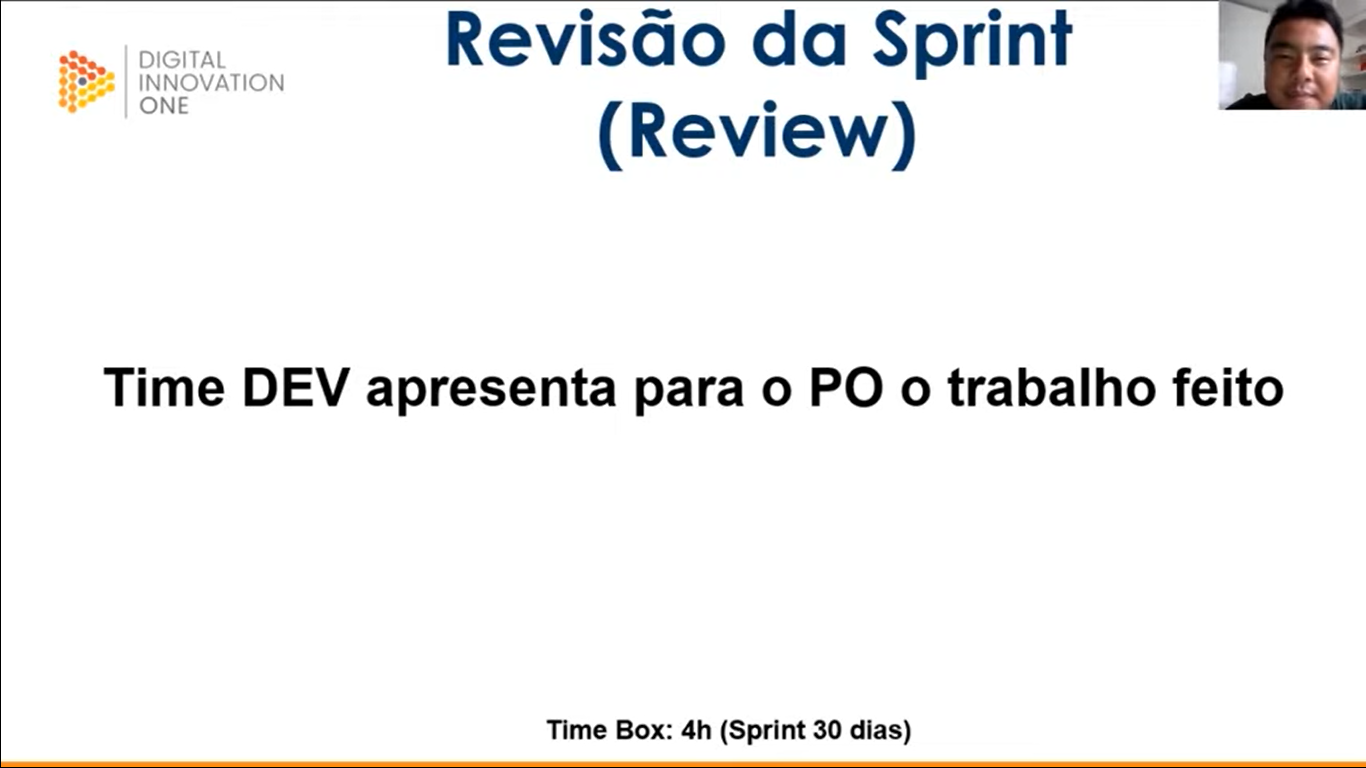 DIGITAL
INNOVATION
ONE
Revisão da Sprint
(Review)
Time DEV apresenta para o PO o trabalho feito
Time Box: 4h (Sprint 30 dias)